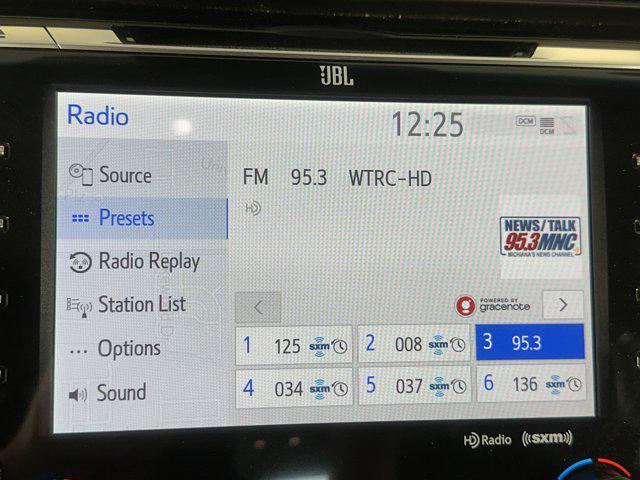 JBL
Radio
12:25
DCM
DCM
Source
FM 95.3 WTRC-HD
Presets
HD
NEWS/TALK
95.3MNC
MICHIANA'S NEWS CHANNEL
Radio Replay
Station List
POWERED BY
gracenote
1 125 sxm
2 008 sxm
3 95.3
Options
4 034 sxm
5 037 sxm
6 136 sxm
Sound
HD Radio ((sxm))